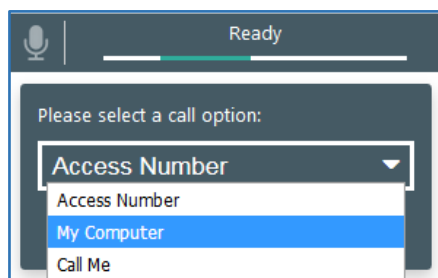 Ready
Please select a call option:
Access Number
Access Number
My Computer
Call Me